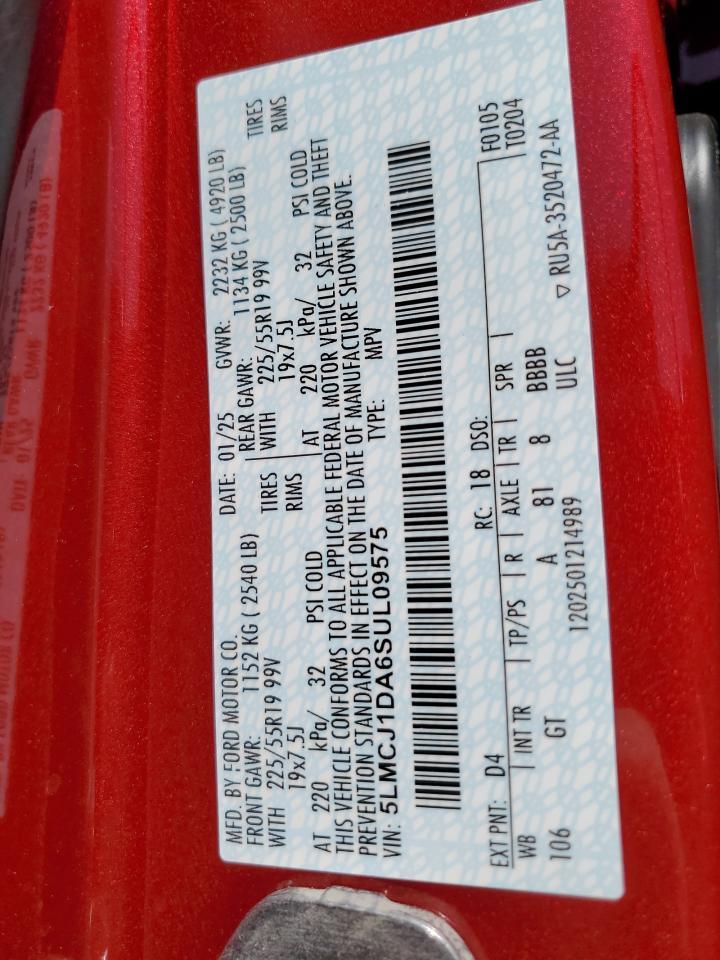 MFD. BY FORD MOTOR CO.
DATE: 01/25 GVWR: 2232 KG ( 4920 LB)
FRONT GAWR: 1152 KG ( 2540 LB) REAR GAWR: 1134 KG ( 2500 LB)
WITH 225/55R19 99V TIRES WITH 225/55R19 99V TIRES
19x7.5J RIMS 19x7.5J RIMS
AT 220 kPa/ 32 PSI COLD AT 220 kPa/ 32 PSI COLD
THIS VEHICLE CONFORMS TO ALL APPLICABLE FEDERAL MOTOR VEHICLE SAFETY AND THEFT
PREVENTION STANDARDS IN EFFECT ON THE DATE OF MANUFACTURE SHOWN ABOVE.
VIN: 5LMCJ1DA6SUL09575 TYPE: MPV
EXT PNT: D4 RC: 18 DSO: F0105
WB INT TR TP/PS R AXLE TR SPR T0204
106 GT A 81 8 BBBB
1202501214989 ULC ▽ RU5A-3520472-AA